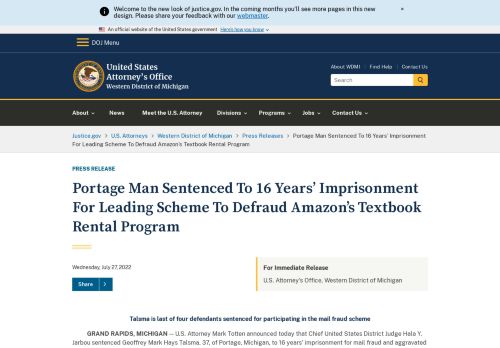 Welcome to the new look of justice.gov. In the coming months you'll see more pages in this new
design. Please share your feedback with our webmaster.
×
An official website of the United States government Here's how you know
DOJ Menu
United States
Attorney's Office
Western District of Michigan
About WDMI | Find Help | Contact Us
Search
About
News
Meet the U.S. Attorney
Divisions
Programs
Jobs
Contact Us
Justice.gov > U.S. Attorneys > Western District of Michigan > Press Releases > Portage Man Sentenced To 16 Years' Imprisonment
For Leading Scheme To Defraud Amazon's Textbook Rental Program
PRESS RELEASE
Portage Man Sentenced To 16 Years' Imprisonment
For Leading Scheme To Defraud Amazon's Textbook
Rental Program
Wednesday, July 27, 2022
Share >
For Immediate Release
U.S. Attorney's Office, Western District of Michigan
Talsma is last of four defendants sentenced for participating in the mail fraud scheme
GRAND RAPIDS, MICHIGAN — U.S. Attorney Mark Totten announced today that Chief United States District Judge Hala Y.
Jarbou sentenced Geoffrey Mark Hays Talsma, 37, of Portage, Michigan, to 16 years' imprisonment for mail fraud and aggravated